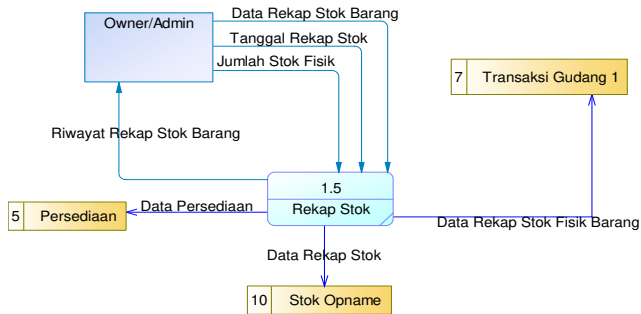 Owner/Admin
Data Rekap Stok Barang
Tanggal Rekap Stok
Jumlah Stok Fisik
7 Transaksi Gudang 1
Riwayat Rekap Stok Barang
1.5
Rekap Stok
5 Persediaan
Data Persediaan
Data Rekap Stok Fisik Barang
Data Rekap Stok
10 Stok Opname